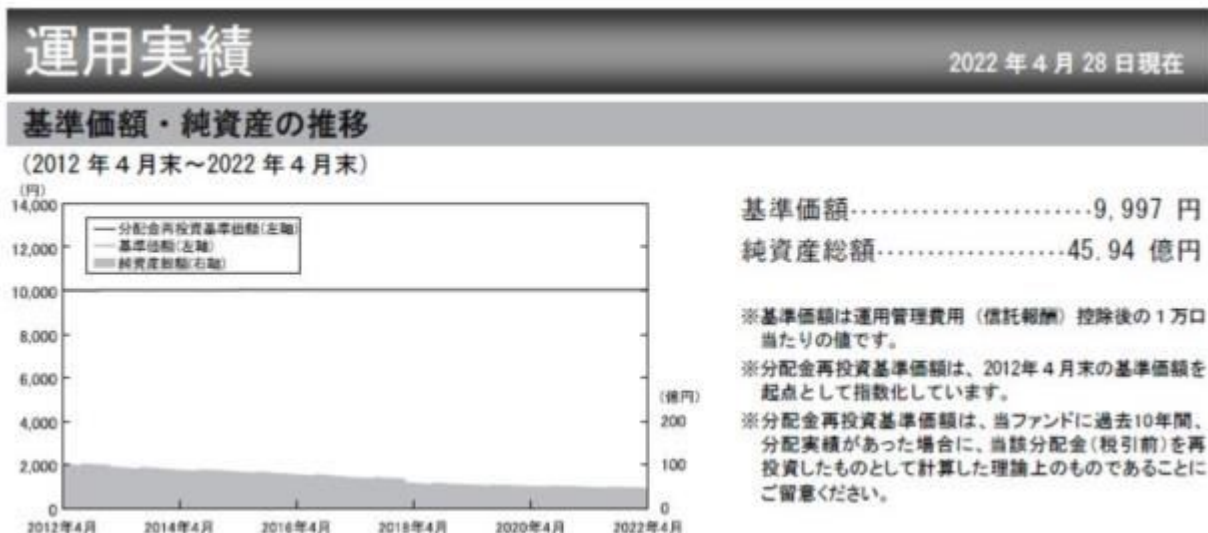 運用実績
2022 年 4 月 28 日現在
基準価額・純資産の推移
(2012 年 4 月末～2022 年 4 月末)
(円)
14,000
12,000
10,000
8,000
6,000
4,000
2,000
0
分配金再投資基準価額(左軸)
基準価額(左軸)
純資産総額(右軸)
(億円)
200
100
0
2012年4月 2014年4月 2016年4月 2018年4月 2020年4月 2022年4月
基準価額························9,997 円
純資産総額···················45.94 億円
※基準価額は運用管理費用（信託報酬）控除後の１万口
当たりの値です。
※分配金再投資基準価額は、2012年４月末の基準価額を
起点として指数化しています。
※分配金再投資基準価額は、当ファンドに過去10年間、
分配実績があった場合に、当該分配金(税引前)を再
投資したものとして計算した理論上のものであることに
ご留意ください。